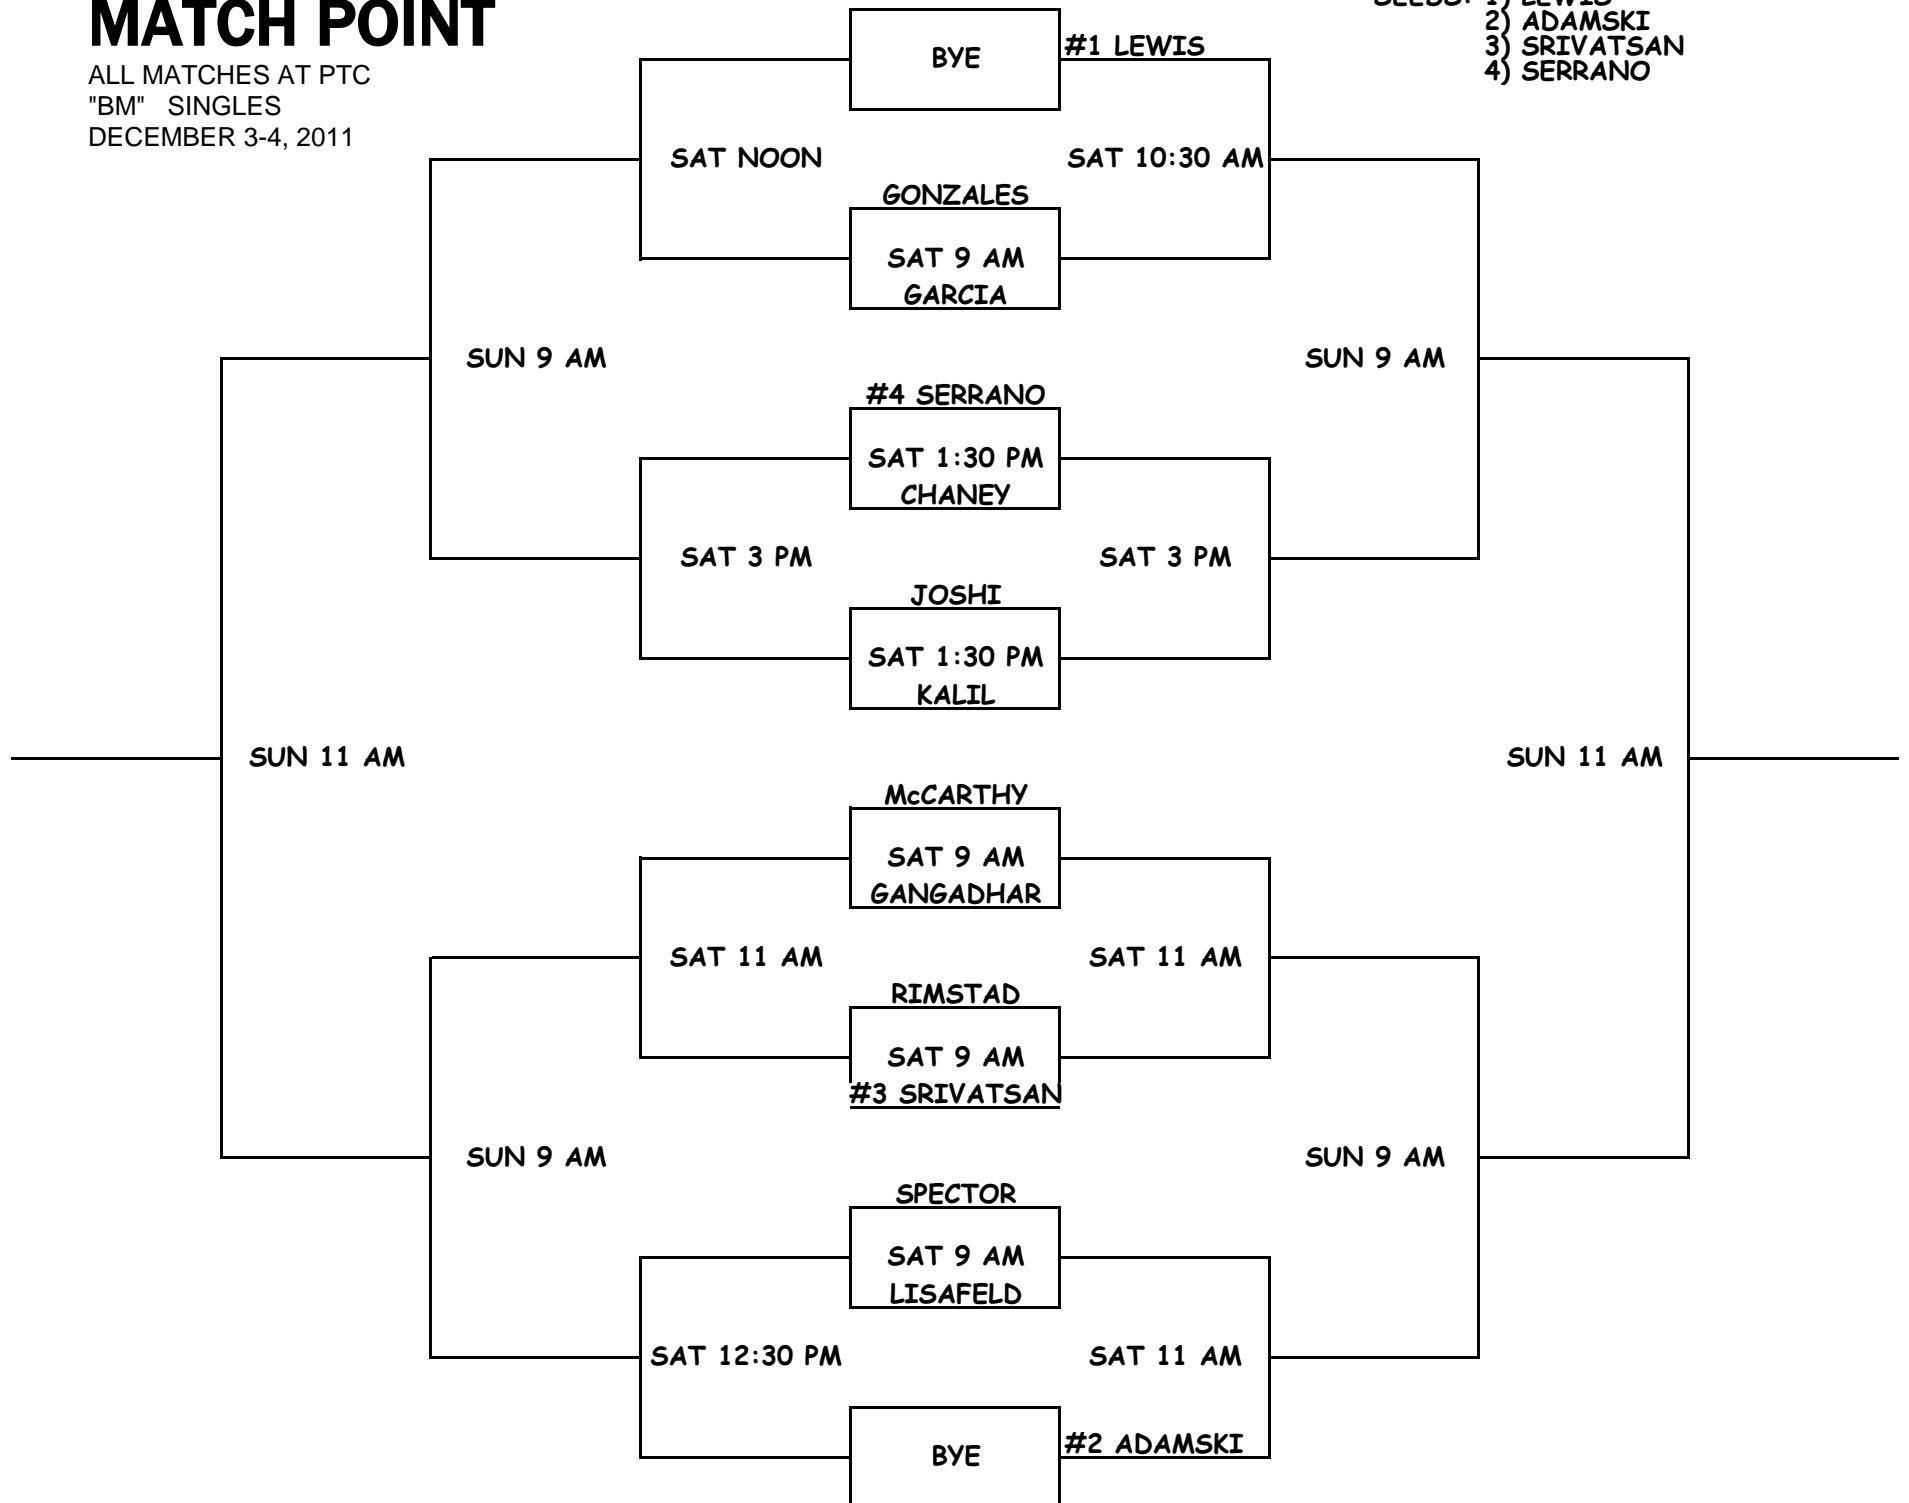 MATCH POINT
SEEDS: 1) LEWIS
2) ADAMSKI
3) SRIVATSAN
4) SERRANO
ALL MATCHES AT PTC
"BM" SINGLES
DECEMBER 3-4, 2011
BYE
#1 LEWIS
SAT NOON
SAT 10:30 AM
GONZALES
SAT 9 AM
GARCIA
SUN 9 AM
SUN 9 AM
#4 SERRANO
SAT 1:30 PM
CHANEY
SAT 3 PM
SAT 3 PM
JOSHI
SAT 1:30 PM
KALIL
SUN 11 AM
SUN 11 AM
McCARTHY
SAT 9 AM
GANGADHAR
SAT 11 AM
SAT 11 AM
RIMSTAD
SAT 9 AM
#3 SRIVATSAN
SUN 9 AM
SUN 9 AM
SPECTOR
SAT 9 AM
LISAFELD
SAT 12:30 PM
SAT 11 AM
BYE
#2 ADAMSKI